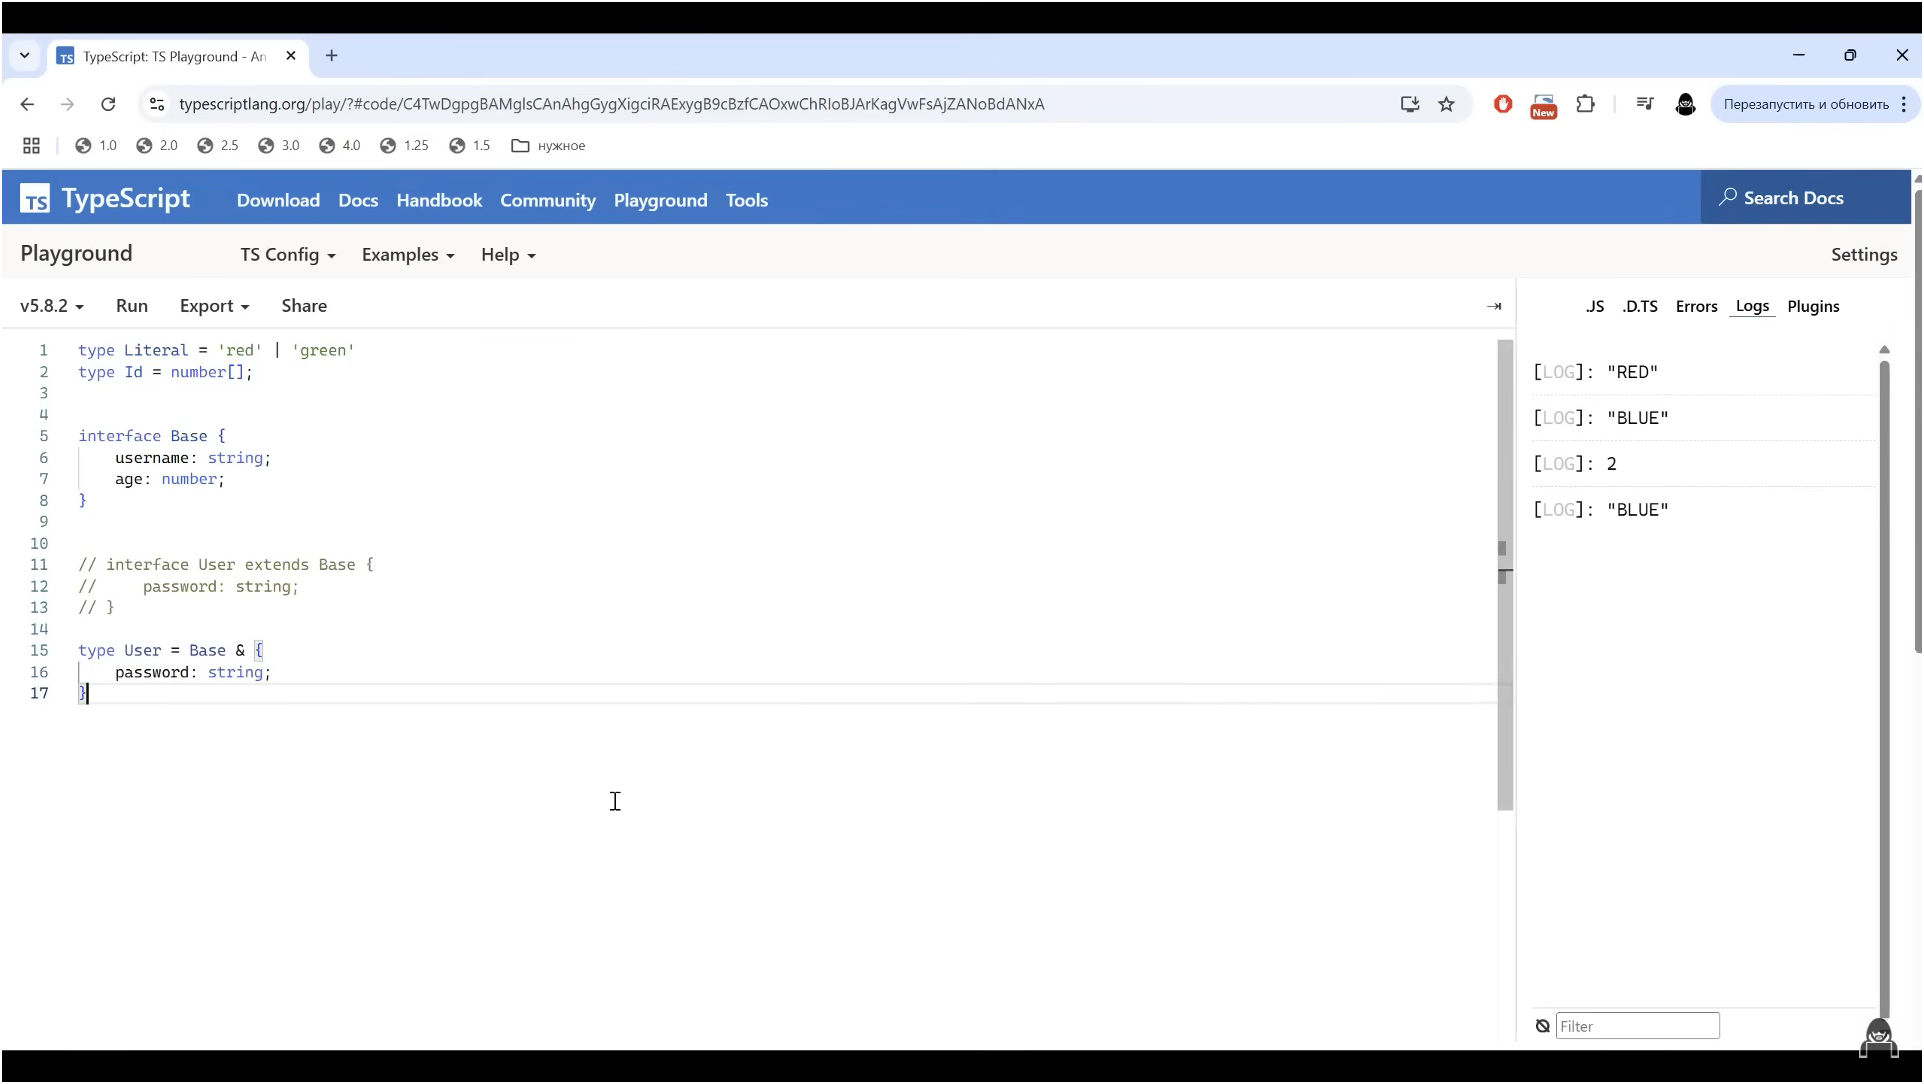 TypeScript: TS Playground - An
typescriptlang.org/play/?#code/C4TwDgpgBAMglsCAnAhgGygXigciRAExygB9cBzfCAOxwChRIoBJArKagVwFsAjZANoBdANxA
New
Перезапустить и обновить
1.0 2.0 2.5 3.0 4.0 1.25 1.5 нужное
TS TypeScript Download Docs Handbook Community Playground Tools Search Docs
Playground TS Config Examples Help Settings
v5.8.2 Run Export Share .JS .D.TS Errors Logs Plugins
1 type Literal = 'red' | 'green'
2 type Id = number[];
3
4
5 interface Base {
6 username: string;
7 age: number;
8 }
9
10
11 // interface User extends Base {
12 // password: string;
13 // }
14
15 type User = Base & {
16 password: string;
17 }
[LOG]: "RED"
[LOG]: "BLUE"
[LOG]: 2
[LOG]: "BLUE"
Filter